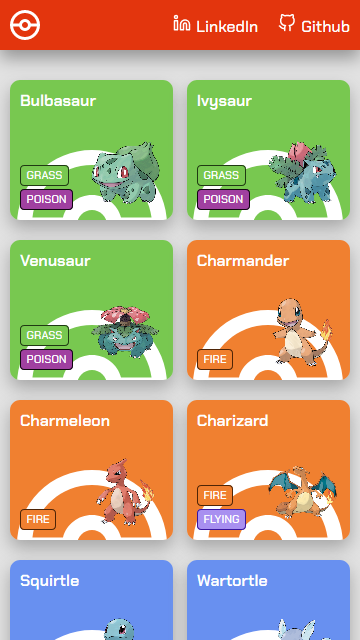 LinkedIn Github
Bulbasaur
GRASS
POISON
Ivysaur
GRASS
POISON
Venusaur
GRASS
POISON
Charmander
FIRE
Charmeleon
FIRE
Charizard
FIRE
FLYING
Squirtle
Wartortle